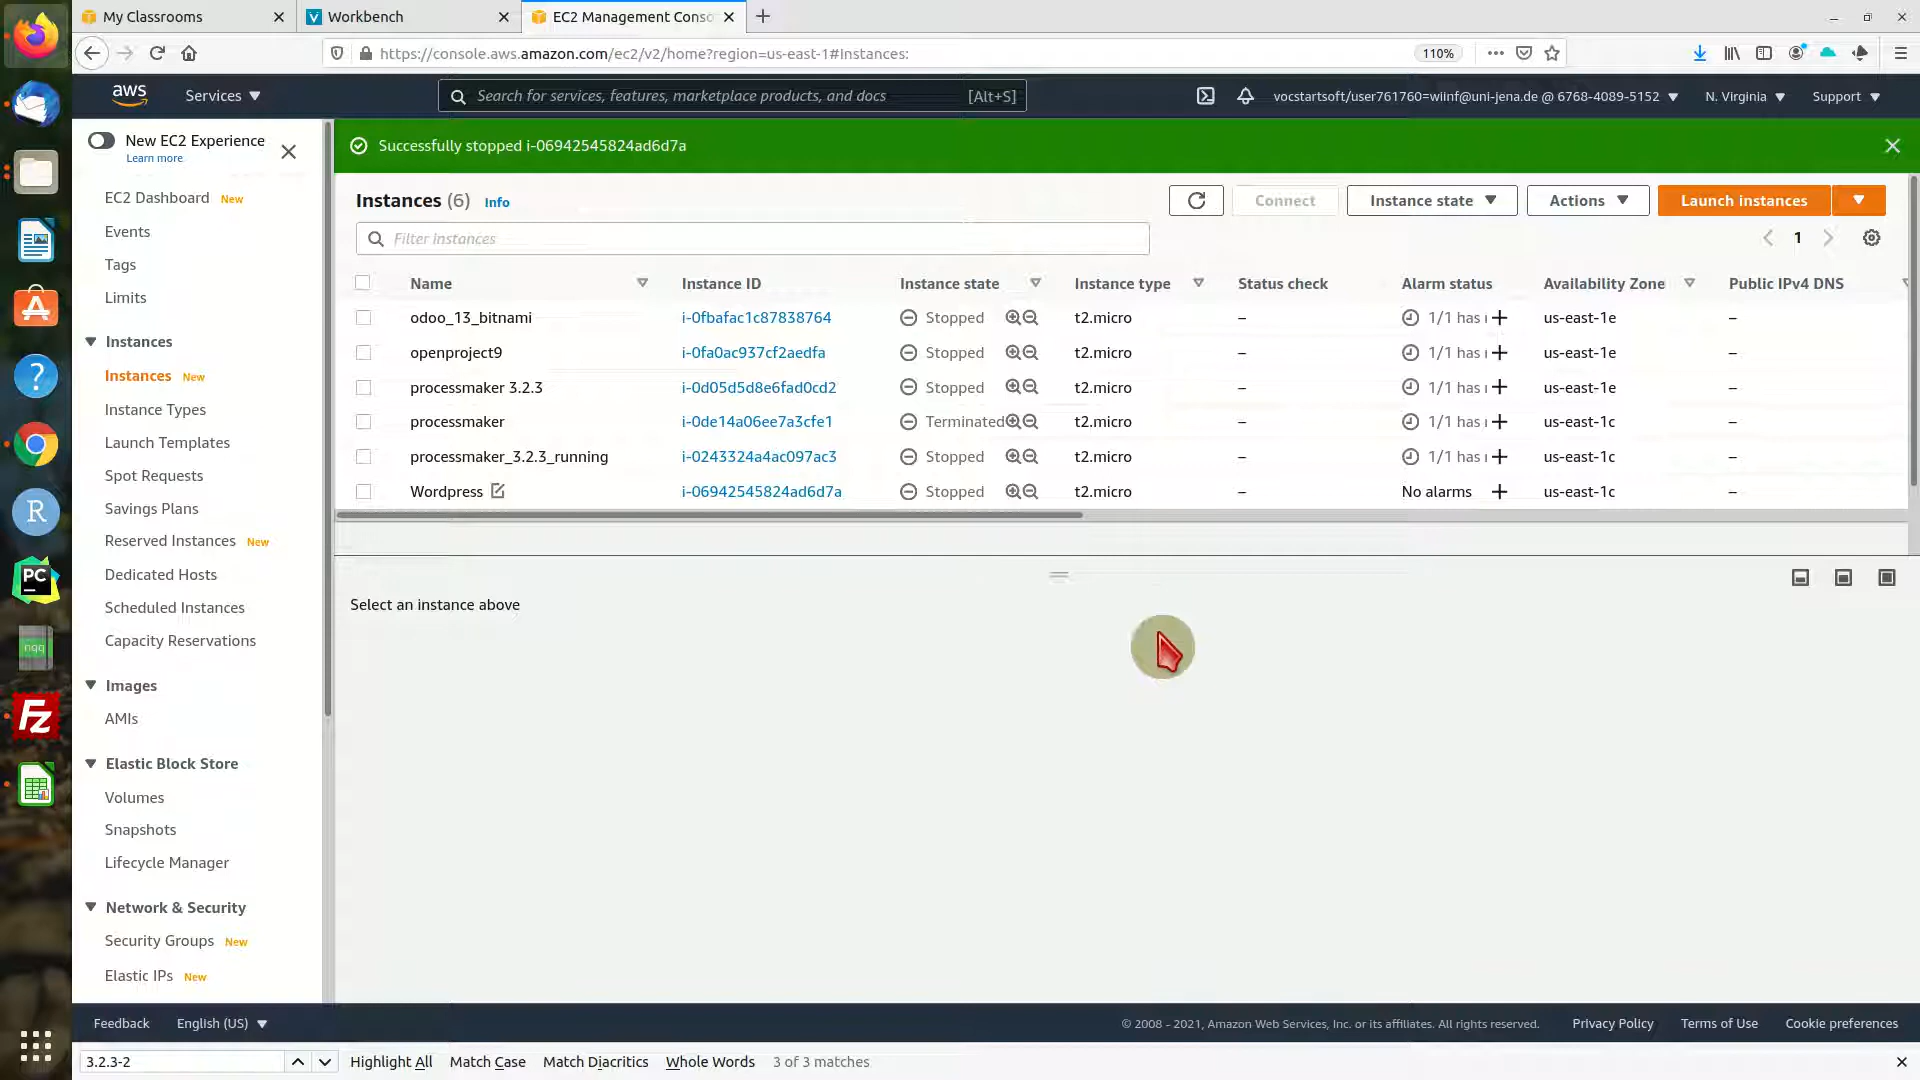 My Classrooms
Workbench
EC2 Management Conso
https://console.aws.amazon.com/ec2/v2/home?region=us-east-1#Instances:
110%
aws
Services
Search for services, features, marketplace products, and docs [Alt+S]
vocstartsoft/user761760=wiinf@uni-jena.de @ 6768-4089-5152
N. Virginia
Support
New EC2 Experience
Learn more
EC2 Dashboard New
Events
Tags
Limits
Instances
Instances New
Instance Types
Launch Templates
Spot Requests
Savings Plans
Reserved Instances New
Dedicated Hosts
Scheduled Instances
Capacity Reservations
Images
AMIs
Elastic Block Store
Volumes
Snapshots
Lifecycle Manager
Network & Security
Security Groups New
Elastic IPs New
Successfully stopped i-06942545824ad6d7a
Instances (6) Info
Connect
Instance state
Actions
Launch instances
Filter instances
1
Name Instance ID Instance state Instance type Status check Alarm status Availability Zone Public IPv4 DNS
odoo_13_bitnami i-0fbafac1c87838764 Stopped t2.micro – 1/1 has us-east-1e –
openproject9 i-0fa0ac937cf2aedfa Stopped t2.micro – 1/1 has us-east-1e –
processmaker 3.2.3 i-0d05d5d8e6fad0cd2 Stopped t2.micro – 1/1 has us-east-1e –
processmaker i-0de14a06ee7a3cfe1 Terminated t2.micro – 1/1 has us-east-1c –
processmaker_3.2.3_running i-0243324a4ac097ac3 Stopped t2.micro – 1/1 has us-east-1c –
Wordpress i-06942545824ad6d7a Stopped t2.micro – No alarms us-east-1c –
Select an instance above
R
PC
nqq
Fz
Feedback
English (US)
© 2008 - 2021, Amazon Web Services, Inc. or its affiliates. All rights reserved.
Privacy Policy
Terms of Use
Cookie preferences
3.2.3-2
Highlight All
Match Case
Match Diacritics
Whole Words
3 of 3 matches